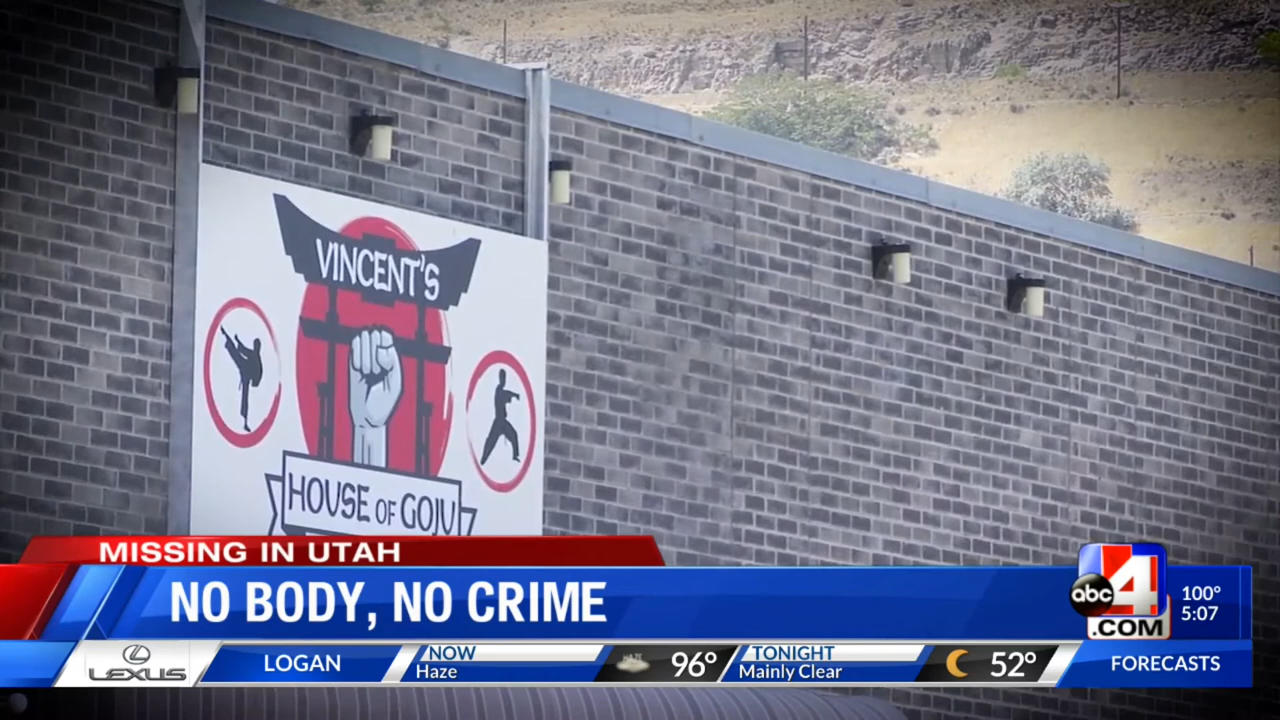 VINCENT'S
HOUSE OF GOJU
MISSING IN UTAH
NO BODY, NO CRIME
abc 4
.COM
100°
5:07
LEXUS
LOGAN
NOW
Haze
96°
TONIGHT
Mainly Clear
52°
FORECASTS